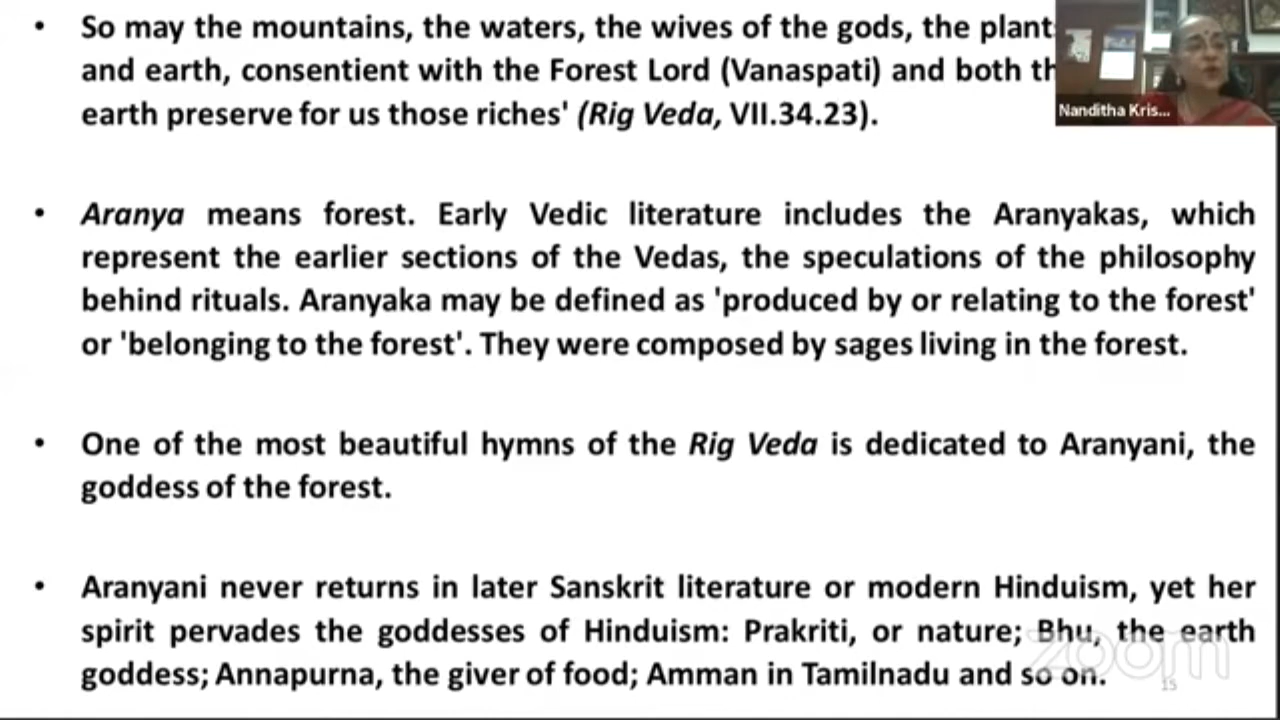 • So may the mountains, the waters, the wives of the gods, the plant
and earth, consentient with the Forest Lord (Vanaspati) and both th
earth preserve for us those riches' (Rig Veda, VII.34.23).
Nanditha Kris...
• Aranya means forest. Early Vedic literature includes the Aranyakas, which
represent the earlier sections of the Vedas, the speculations of the philosophy
behind rituals. Aranyaka may be defined as 'produced by or relating to the forest'
or 'belonging to the forest'. They were composed by sages living in the forest.
• One of the most beautiful hymns of the Rig Veda is dedicated to Aranyani, the
goddess of the forest.
• Aranyani never returns in later Sanskrit literature or modern Hinduism, yet her
spirit pervades the goddesses of Hinduism: Prakriti, or nature; Bhu, the earth
goddess; Annapurna, the giver of food; Amman in Tamilnadu and so on.
zoom
15